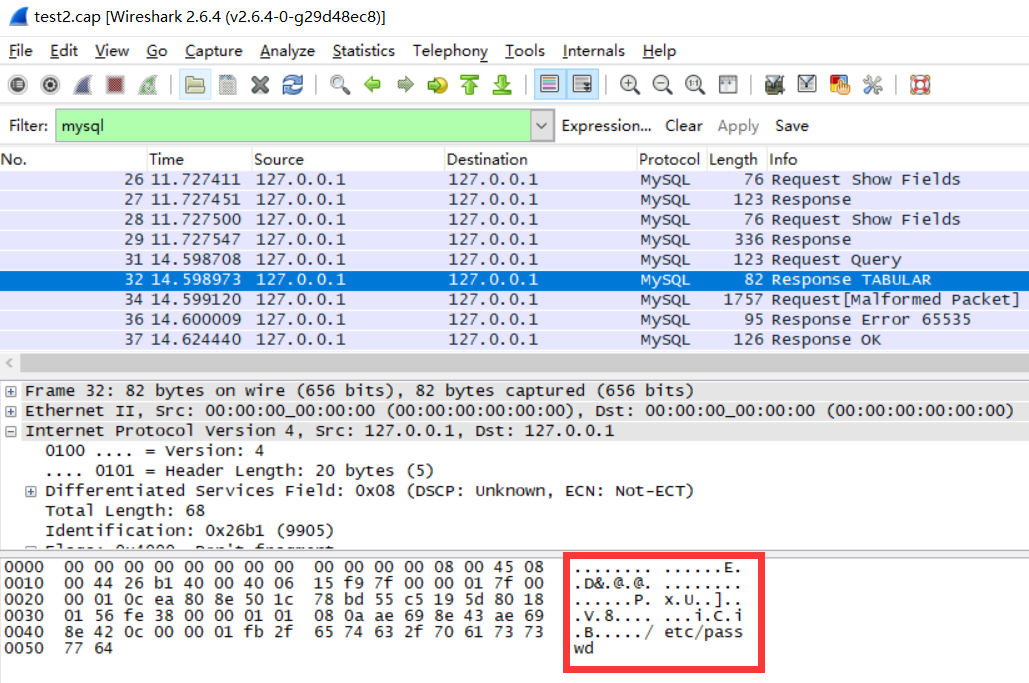 test2.cap [Wireshark 2.6.4 (v2.6.4-0-g29d48ec8)]
File Edit View Go Capture Analyze Statistics Telephony Tools Internals Help
Filter: mysql Expression... Clear Apply Save
No. Time Source Destination Protocol Length Info
26 11.727411 127.0.0.1 127.0.0.1 MySQL 76 Request Show Fields
27 11.727451 127.0.0.1 127.0.0.1 MySQL 123 Response
28 11.727500 127.0.0.1 127.0.0.1 MySQL 76 Request Show Fields
29 11.727547 127.0.0.1 127.0.0.1 MySQL 336 Response
31 14.598708 127.0.0.1 127.0.0.1 MySQL 123 Request Query
32 14.598973 127.0.0.1 127.0.0.1 MySQL 82 Response TABULAR
34 14.599120 127.0.0.1 127.0.0.1 MySQL 1757 Request[Malformed Packet]
36 14.600009 127.0.0.1 127.0.0.1 MySQL 95 Response Error 65535
37 14.624440 127.0.0.1 127.0.0.1 MySQL 126 Response OK
Frame 32: 82 bytes on wire (656 bits), 82 bytes captured (656 bits)
Ethernet II, Src: 00:00:00_00:00:00 (00:00:00:00:00:00), Dst: 00:00:00_00:00:00 (00:00:00:00:00:00)
Internet Protocol Version 4, Src: 127.0.0.1, Dst: 127.0.0.1
0100 .... = Version: 4
.... 0101 = Header Length: 20 bytes (5)
Differentiated Services Field: 0x08 (DSCP: Unknown, ECN: Not-ECT)
Total Length: 68
Identification: 0x26b1 (9905)
0000 00 00 00 00 00 00 00 00 00 00 00 00 08 00 45 08 ........ ......E.
0010 00 44 26 b1 40 00 40 06 15 f9 7f 00 00 01 7f 00 .D&.@.@. ........
0020 00 01 0c ea 80 8e 50 1c 78 bd 55 c5 19 5d 80 18 ......P. x.U..]..
0030 01 56 fe 38 00 00 01 01 08 0a ae 69 8e 43 ae 69 .V.8.... ...i.C.i
0040 8e 42 0c 00 00 01 fb 2f 65 74 63 2f 70 61 73 73 .B...../ etc/pass
0050 77 64 wd